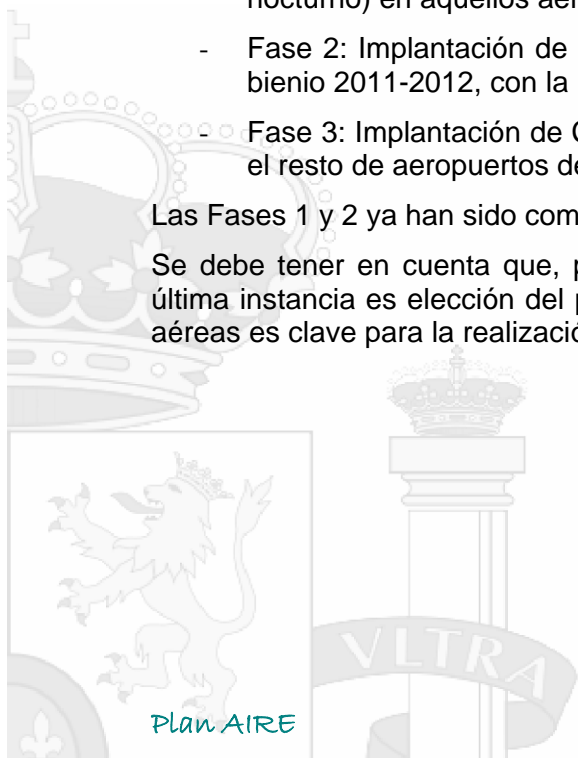 nocturno) en aquellos aer
- Fase 2: Implantación de
bienio 2011-2012, con la
- Fase 3: Implantación de
el resto de aeropuertos de
Las Fases 1 y 2 ya han sido com
Se debe tener en cuenta que, p
última instancia es elección del p
aéreas es clave para la realizació
VLTRA
Plan AIRE